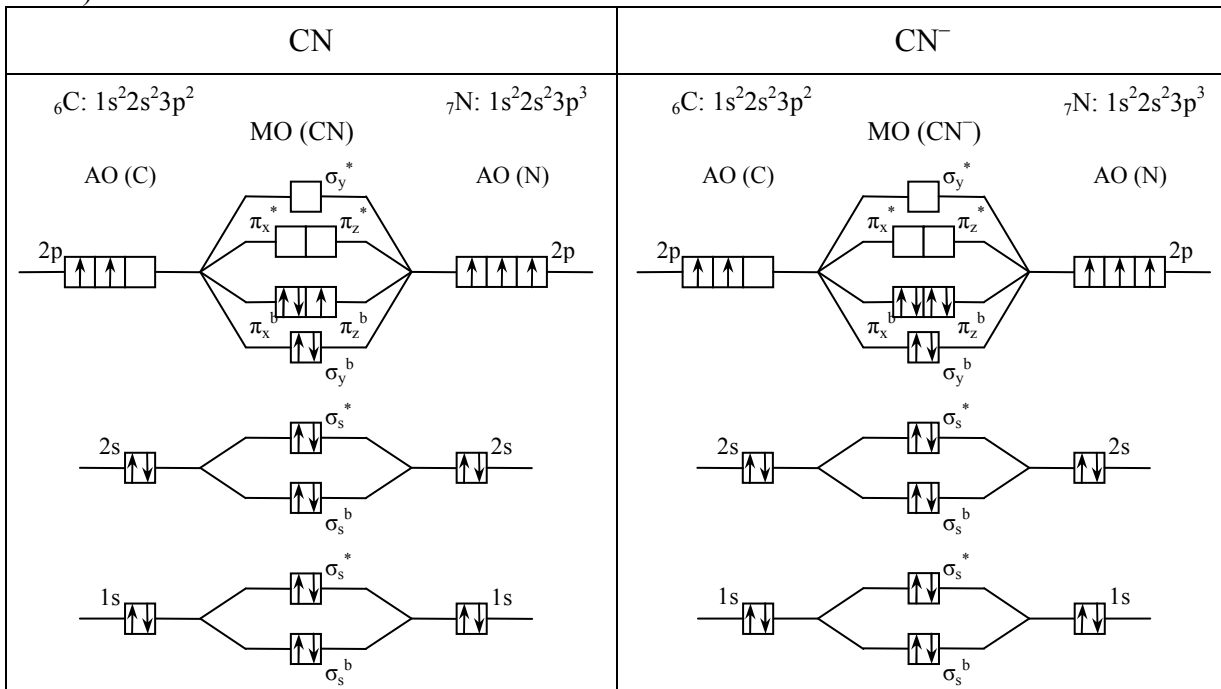 )
CN CN⁻
₆C: 1s²2s²3p² ₇N: 1s²2s²3p³ ₆C: 1s²2s²3p² ₇N: 1s²2s²3p³
MO (CN) MO (CN⁻)
AO (C) AO (N) AO (C) AO (N)
σy* σy*
πx* πz* πx* πz*
2p 2p 2p 2p
πx^b πz^b πx^b πz^b
σy^b σy^b
σs* σs*
2s 2s 2s 2s
σs^b σs^b
σs* σs*
1s 1s 1s 1s
σs^b σs^b